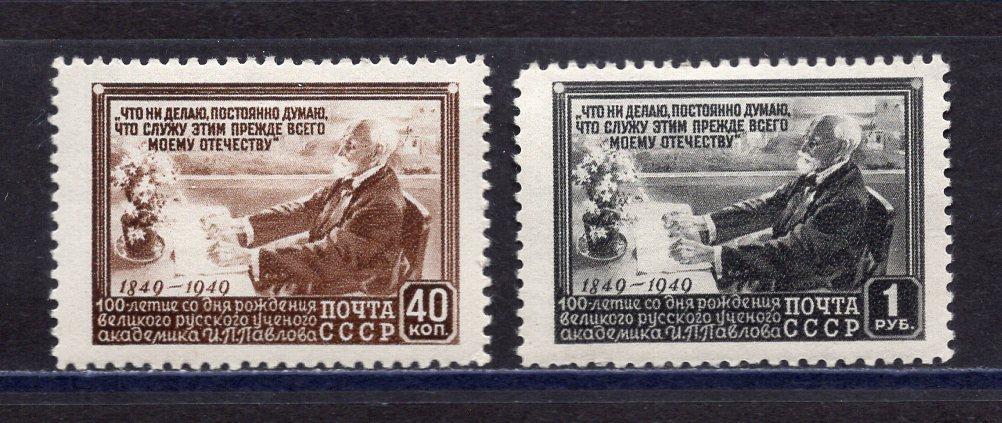 „ЧТО НИ ДЕЛАЮ, ПОСТОЯННО ДУМАЮ,
ЧТО СЛУЖУ ЭТИМ ПРЕЖДЕ ВСЕГО
МОЕМУ ОТЕЧЕСТВУ"
1849-1949
100-летие со дня рождения
великого русского ученого
академика И.П.Павлова
ПОЧТА
СССР
40
КОП.
„ЧТО НИ ДЕЛАЮ, ПОСТОЯННО ДУМАЮ,
ЧТО СЛУЖУ ЭТИМ ПРЕЖДЕ ВСЕГО
МОЕМУ ОТЕЧЕСТВУ"
1849-1949
100-летие со дня рождения
великого русского ученого
академика И.П.Павлова
ПОЧТА
СССР
1
РУБ.